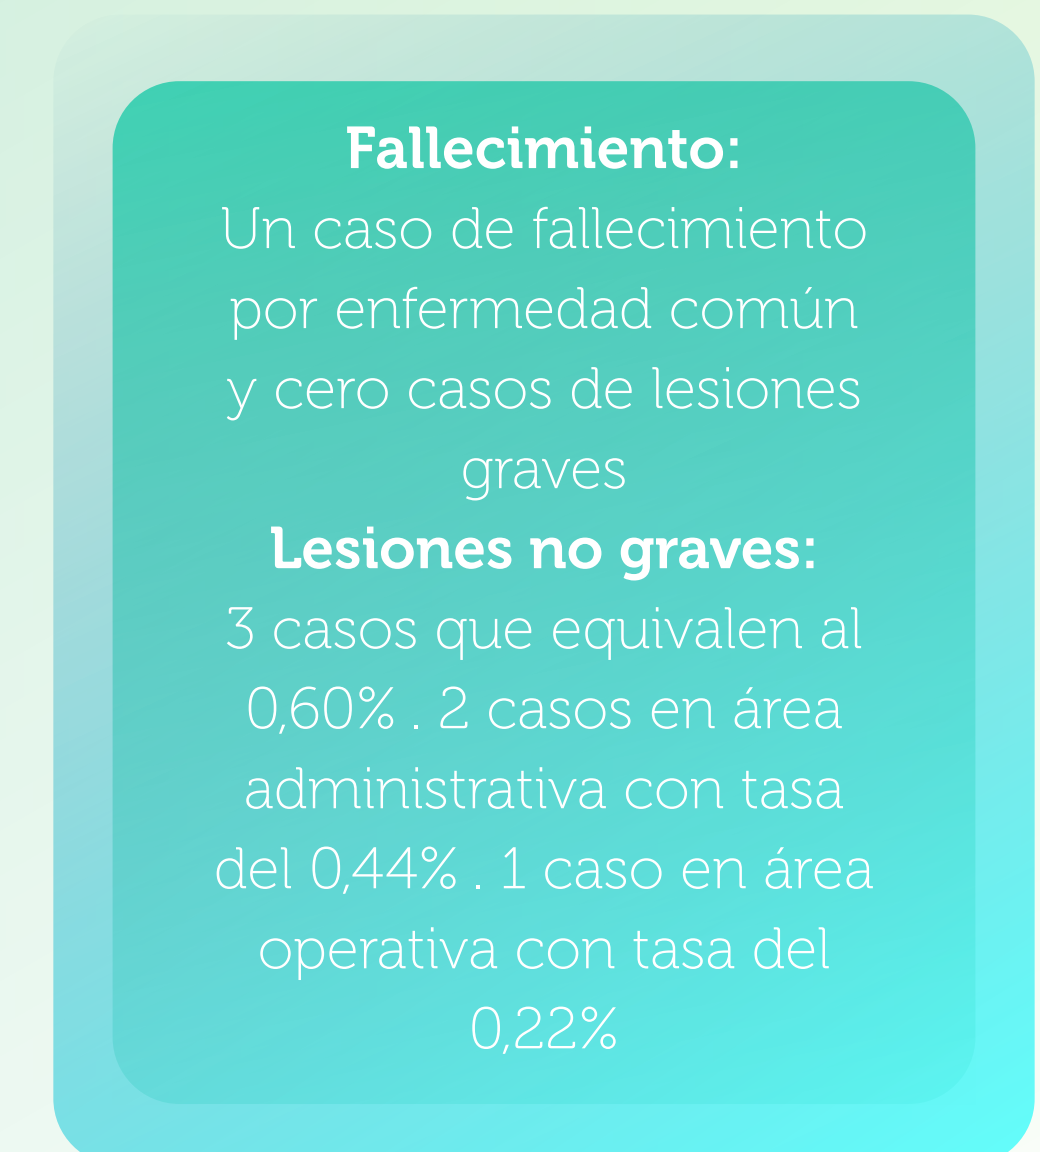 Fallecimiento:
Un caso de fallecimiento
por enfermedad común
y cero casos de lesiones
graves
Lesiones no graves:
3 casos que equivalen al
0,60% . 2 casos en área
administrativa con tasa
del 0,44% . 1 caso en área
operativa con tasa del
0,22%